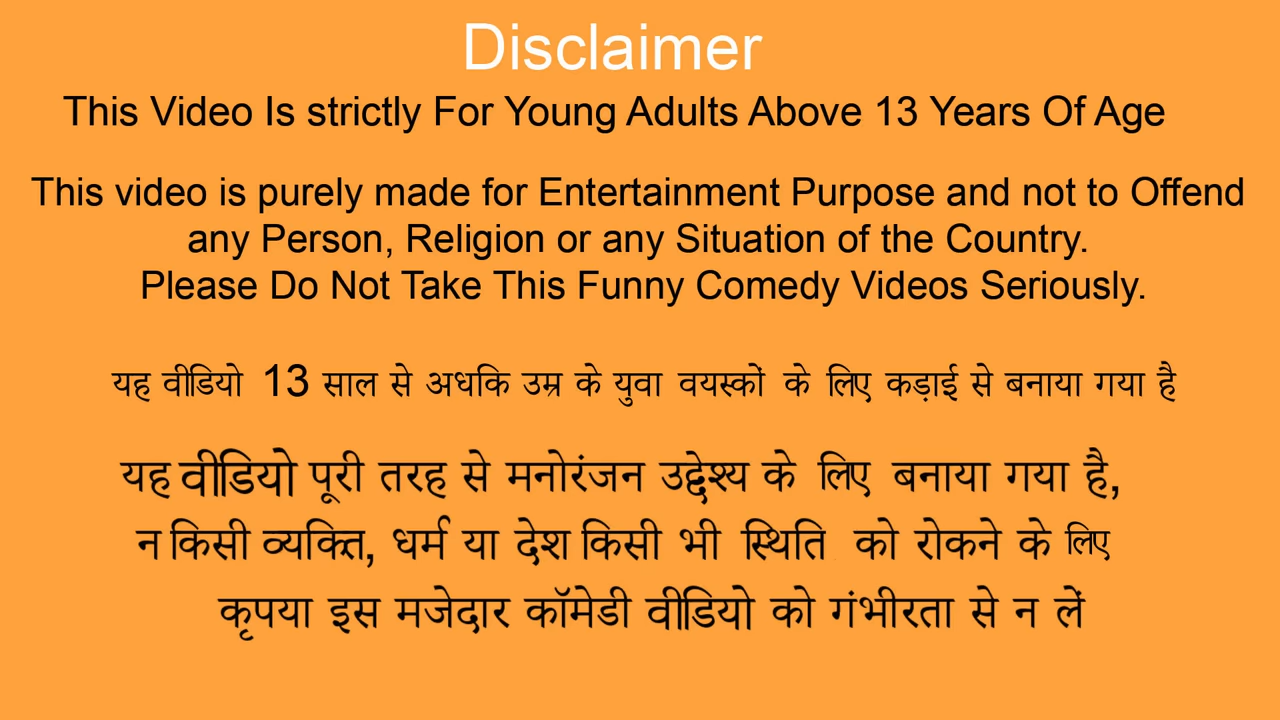 Disclaimer
This Video Is strictly For Young Adults Above 13 Years Of Age
This video is purely made for Entertainment Purpose and not to Offend
any Person, Religion or any Situation of the Country.
Please Do Not Take This Funny Comedy Videos Seriously.
यह वीडियो 13 साल से अधकि उम्र के युवा वयस्कों के लिए कड़ाई से बनाया गया है
यह वीडियो पूरी तरह से मनोरंजन उद्देश्य के लिए बनाया गया है,
न किसी व्यक्ति, धर्म या देश किसी भी स्थिति को रोकने के लिए
कृपया इस मजेदार कॉमेडी वीडियो को गंभीरता से न लें